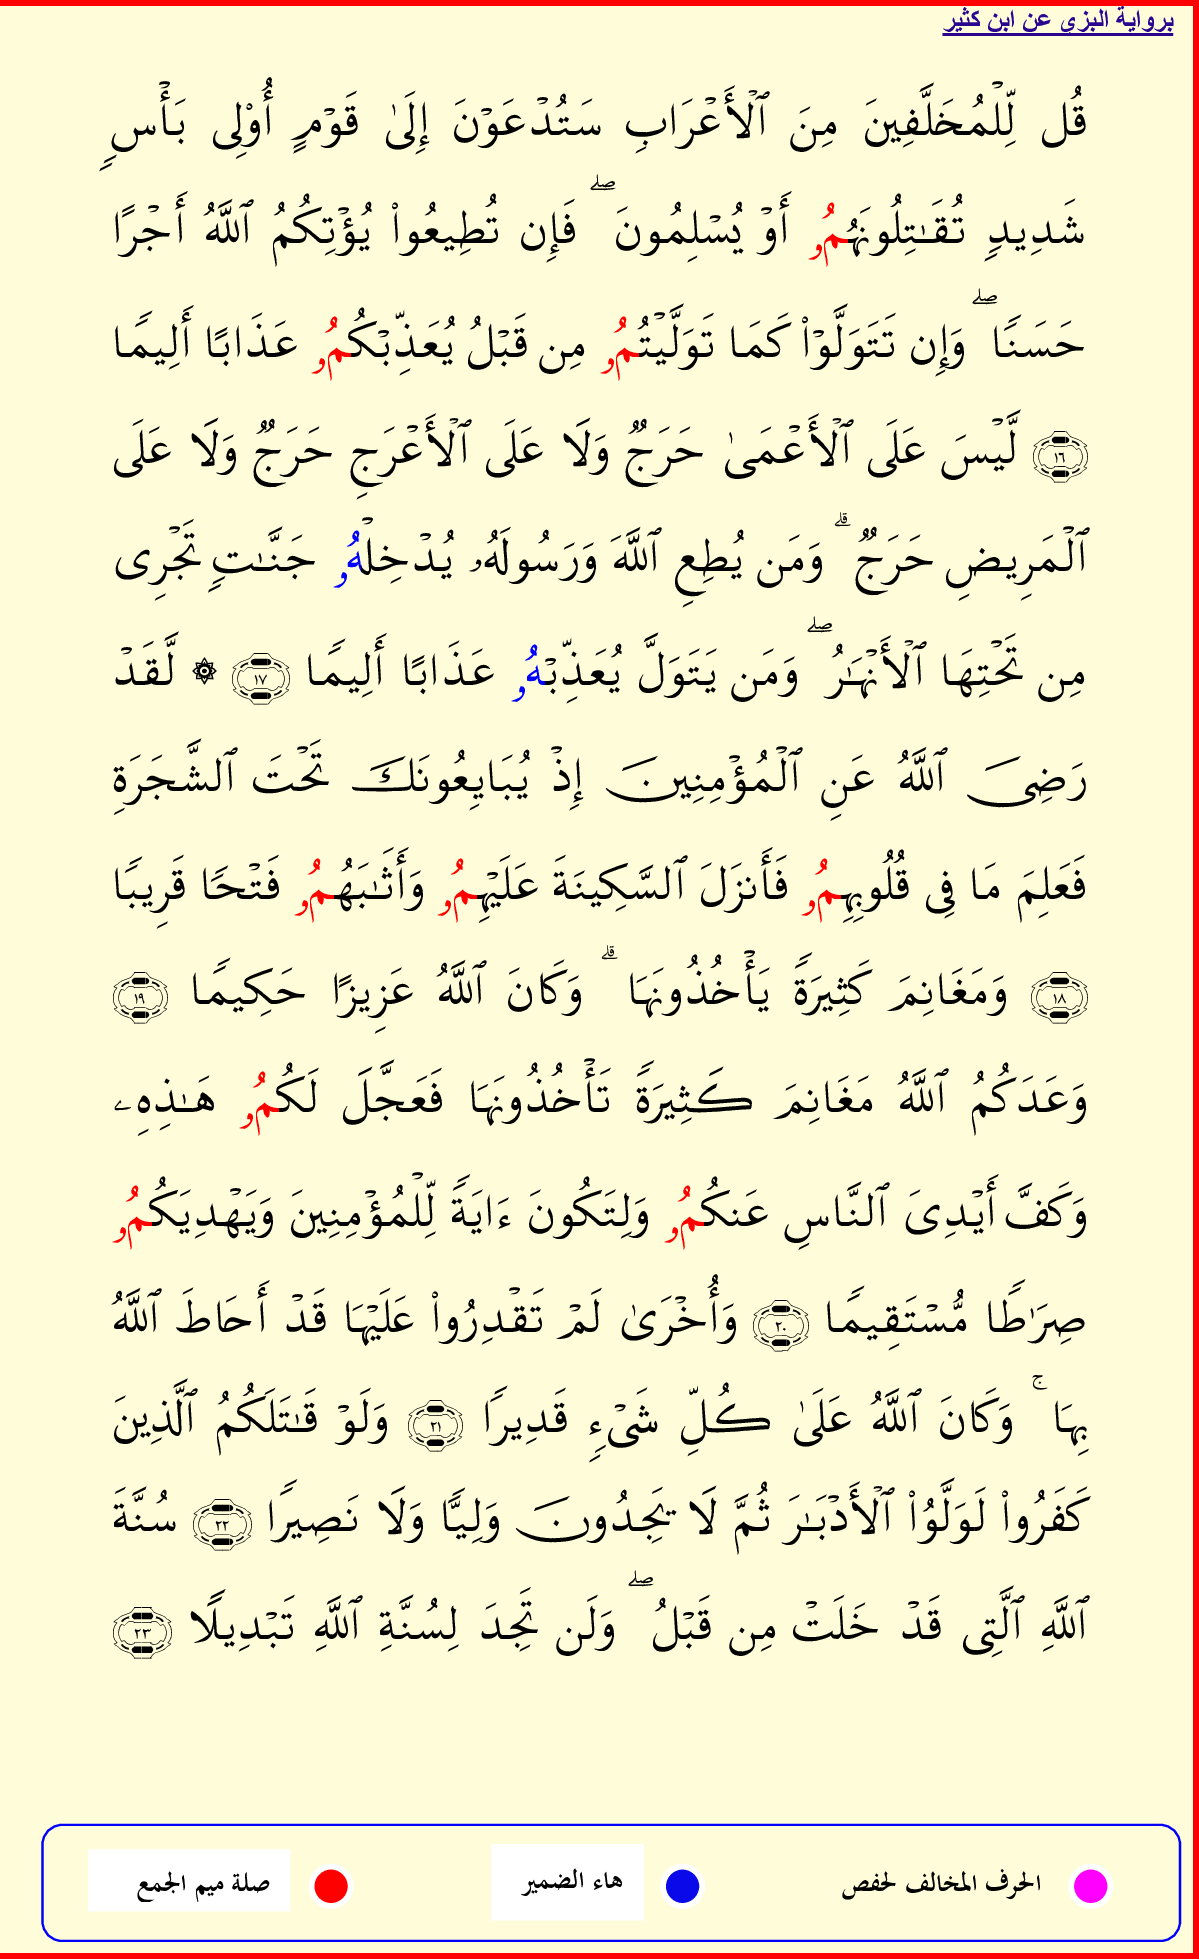 برواية البزي عن ابن كثير
قُل لِّلْمُخَلَّفِينَ مِنَ ٱلْأَعْرَابِ سَتُدْعَوْنَ إِلَىٰ قَوْمٍ أُوْلِى بَأْسٍ
شَدِيدٍ تُقَـٰتِلُونَهُمُۥ أَوْ يُسْلِمُونَ ۖ فَإِن تُطِيعُوا۟ يُؤْتِكُمُ ٱللَّهُ أَجْرًا
حَسَنًا ۖ وَإِن تَتَوَلَّوْا۟ كَمَا تَوَلَّيْتُمُۥ مِن قَبْلُ يُعَذِّبْكُمُۥ عَذَابًا أَلِيمًا
١٦ لَّيْسَ عَلَى ٱلْأَعْمَىٰ حَرَجٌ وَلَا عَلَى ٱلْأَعْرَجِ حَرَجٌ وَلَا عَلَى
ٱلْمَرِيضِ حَرَجٌ ۗ وَمَن يُطِعِ ٱللَّهَ وَرَسُولَهُۥ يُدْخِلْهُۥ جَنَّـٰتٍ تَجْرِى
مِن تَحْتِهَا ٱلْأَنْهَـٰرُ ۖ وَمَن يَتَوَلَّ يُعَذِّبْهُۥ عَذَابًا أَلِيمًا ١٧ ۞ لَّقَدْ
رَضِىَ ٱللَّهُ عَنِ ٱلْمُؤْمِنِينَ إِذْ يُبَايِعُونَكَ تَحْتَ ٱلشَّجَرَةِ
فَعَلِمَ مَا فِى قُلُوبِهِمُۥ فَأَنزَلَ ٱلسَّكِينَةَ عَلَيْهِمُۥ وَأَثَـٰبَهُمُۥ فَتْحًا قَرِيبًا
١٨ وَمَغَانِمَ كَثِيرَةً يَأْخُذُونَهَا ۗ وَكَانَ ٱللَّهُ عَزِيزًا حَكِيمًا ١٩
وَعَدَكُمُ ٱللَّهُ مَغَانِمَ كَثِيرَةً تَأْخُذُونَهَا فَعَجَّلَ لَكُمُۥ هَـٰذِهِۦ
وَكَفَّ أَيْدِىَ ٱلنَّاسِ عَنكُمُۥ وَلِتَكُونَ ءَايَةً لِّلْمُؤْمِنِينَ وَيَهْدِيَكُمُۥ
صِرَٰطًا مُّسْتَقِيمًا ٢٠ وَأُخْرَىٰ لَمْ تَقْدِرُوا۟ عَلَيْهَا قَدْ أَحَاطَ ٱللَّهُ
بِهَا ۚ وَكَانَ ٱللَّهُ عَلَىٰ كُلِّ شَىْءٍ قَدِيرًا ٢١ وَلَوْ قَـٰتَلَكُمُ ٱلَّذِينَ
كَفَرُوا۟ لَوَلَّوُا۟ ٱلْأَدْبَـٰرَ ثُمَّ لَا يَجِدُونَ وَلِيًّا وَلَا نَصِيرًا ٢٢ سُنَّةَ
ٱللَّهِ ٱلَّتِى قَدْ خَلَتْ مِن قَبْلُ ۖ وَلَن تَجِدَ لِسُنَّةِ ٱللَّهِ تَبْدِيلًا ٢٣
الحرف المخالف لحفص هاء الضمير صلة ميم الجمع